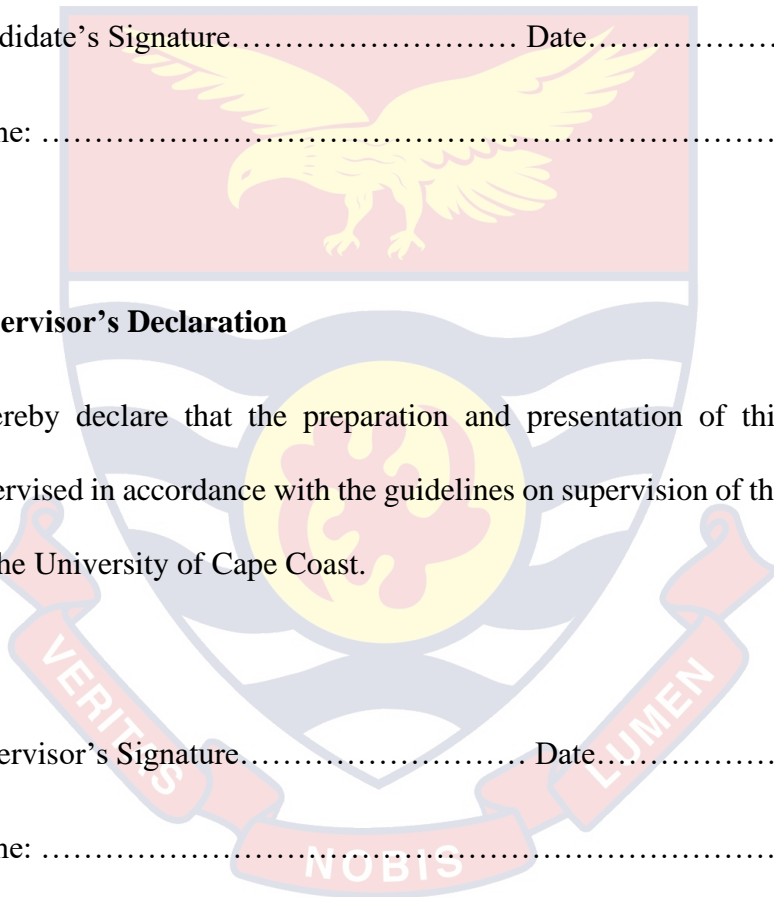 didate’s Signature……………………… Date…………………
ne: ………………………………………………………………
ervisor’s Declaration
ereby declare that the preparation and presentation of thi
ervised in accordance with the guidelines on supervision of th
he University of Cape Coast.
ervisor’s Signature……………………… Date…………………
ne: ………………………………………………………………
VERITAS NOBIS LUMEN